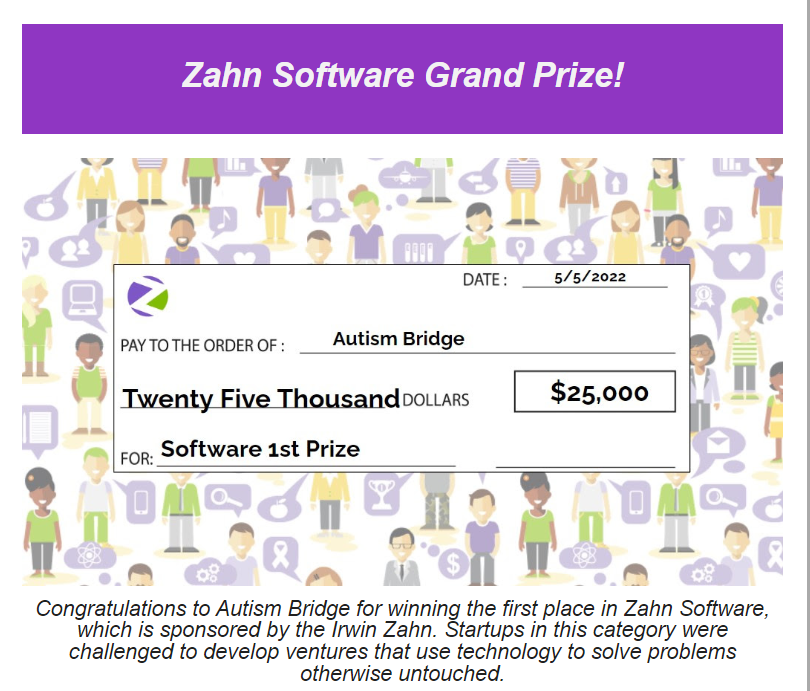 Zahn Software Grand Prize!
DATE : 5/5/2022
PAY TO THE ORDER OF : Autism Bridge
Twenty Five Thousand DOLLARS $25,000
FOR: Software 1st Prize
Congratulations to Autism Bridge for winning the first place in Zahn Software,
which is sponsored by the Irwin Zahn. Startups in this category were
challenged to develop ventures that use technology to solve problems
otherwise untouched.